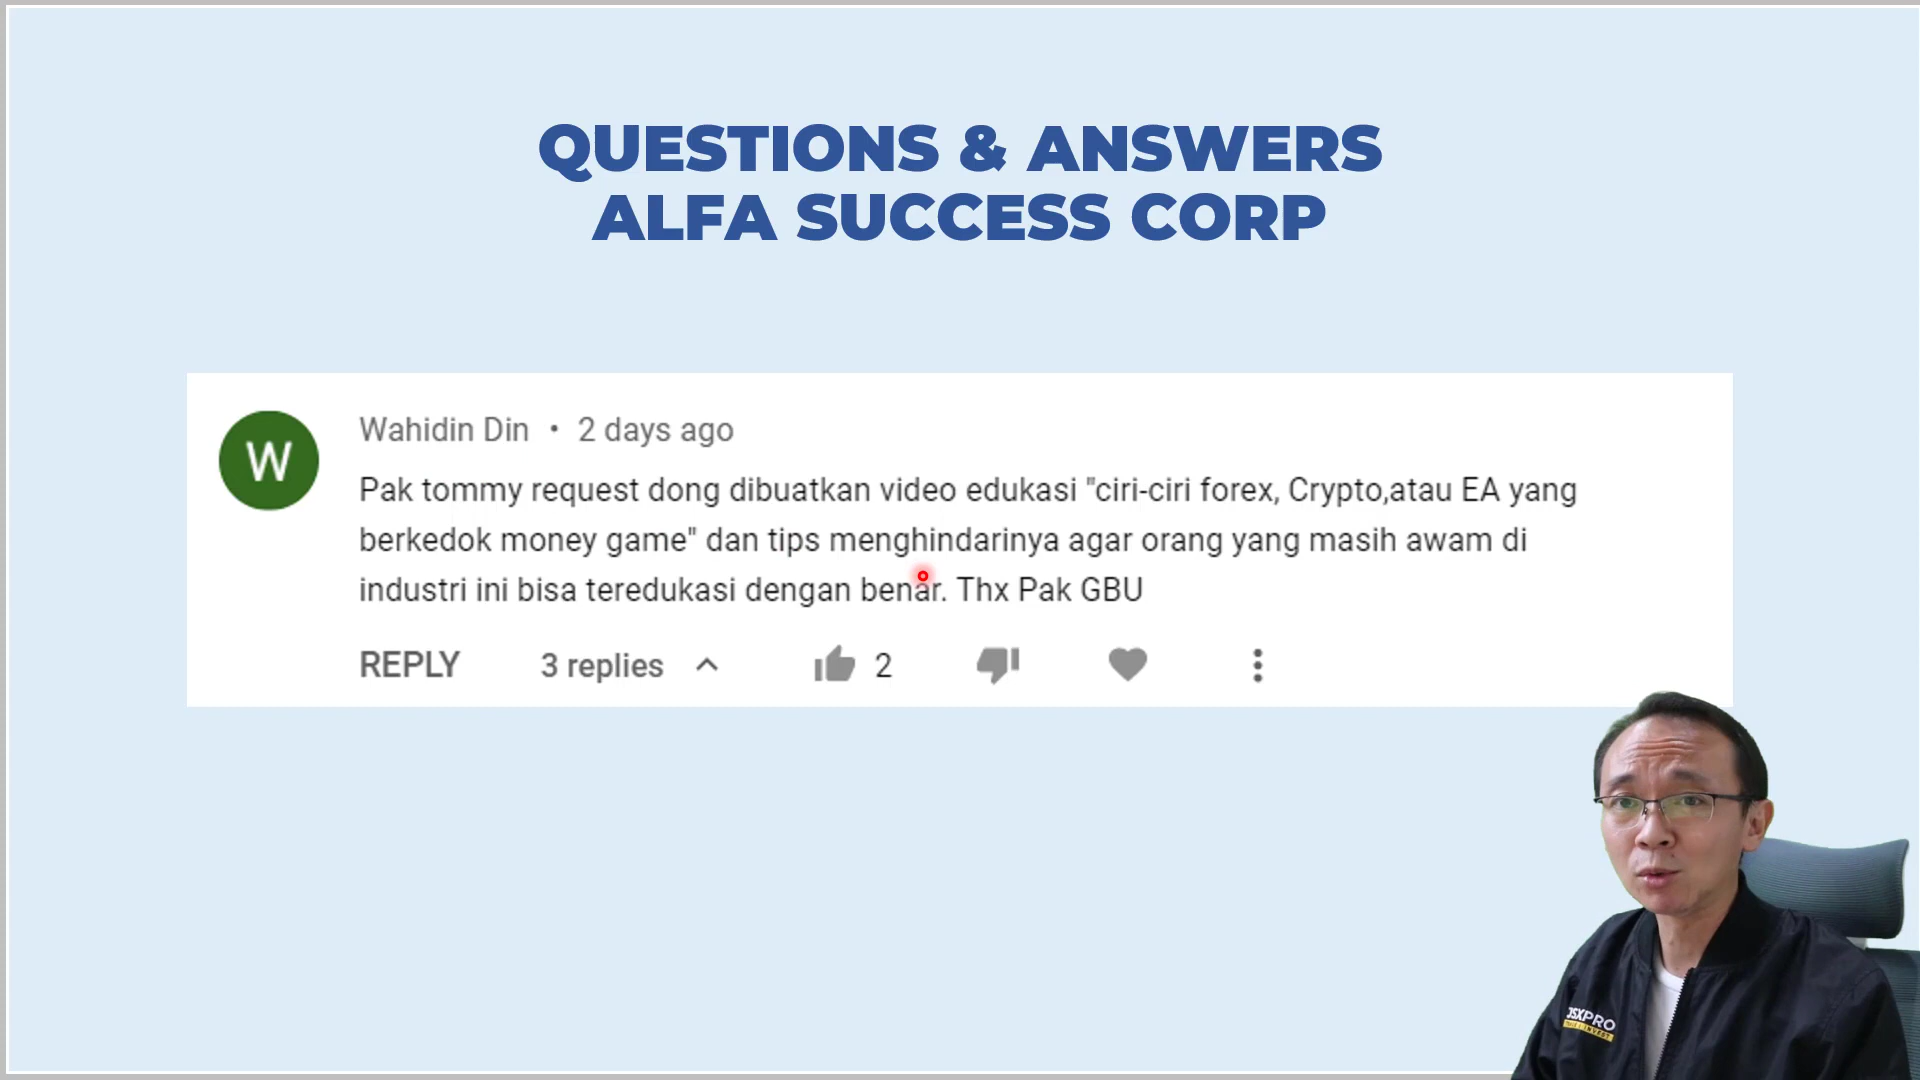 QUESTIONS & ANSWERS
ALFA SUCCESS CORP
W
Wahidin Din • 2 days ago
Pak tommy request dong dibuatkan video edukasi "ciri-ciri forex, Crypto,atau EA yang
berkedok money game" dan tips menghindarinya agar orang yang masih awam di
industri ini bisa teredukasi dengan benar. Thx Pak GBU
REPLY 3 replies 2
JSXPRO